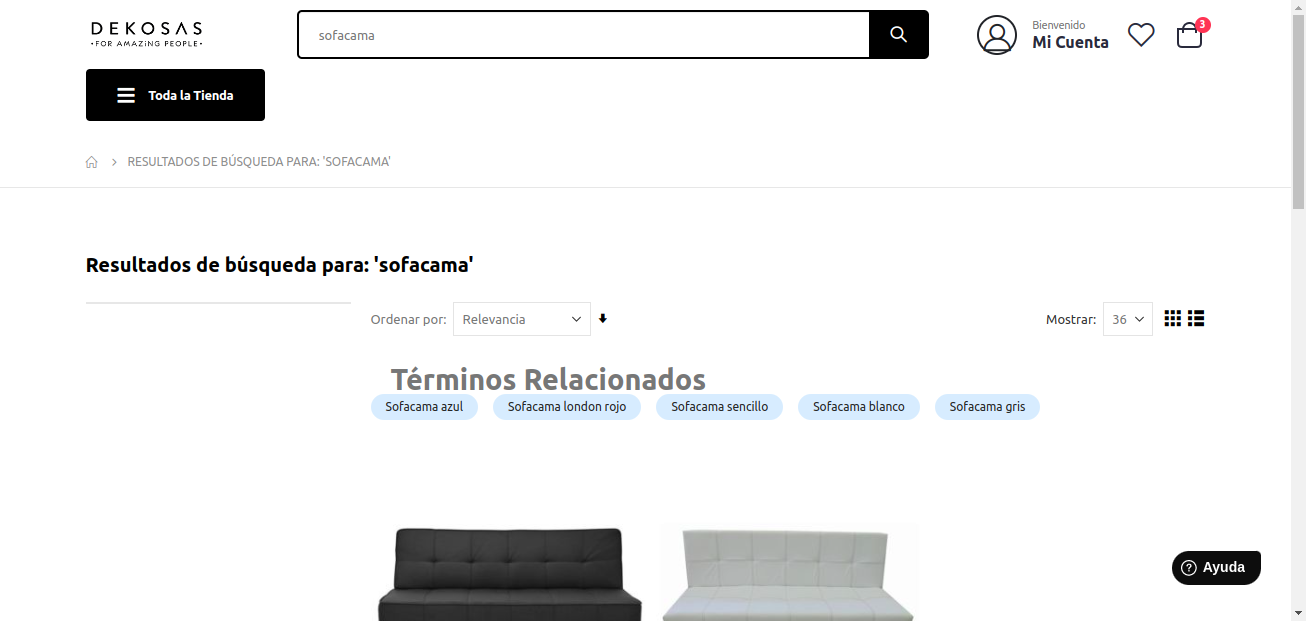 DEKOSAS
•FOR AMAZiNG PEOPLE•
sofacama
Bienvenido
Mi Cuenta
3
Toda la Tienda
RESULTADOS DE BÚSQUEDA PARA: 'SOFACAMA'
Resultados de búsqueda para: 'sofacama'
Ordenar por: Relevancia
Mostrar: 36
Términos Relacionados
Sofacama azul Sofacama london rojo Sofacama sencillo Sofacama blanco Sofacama gris
? Ayuda